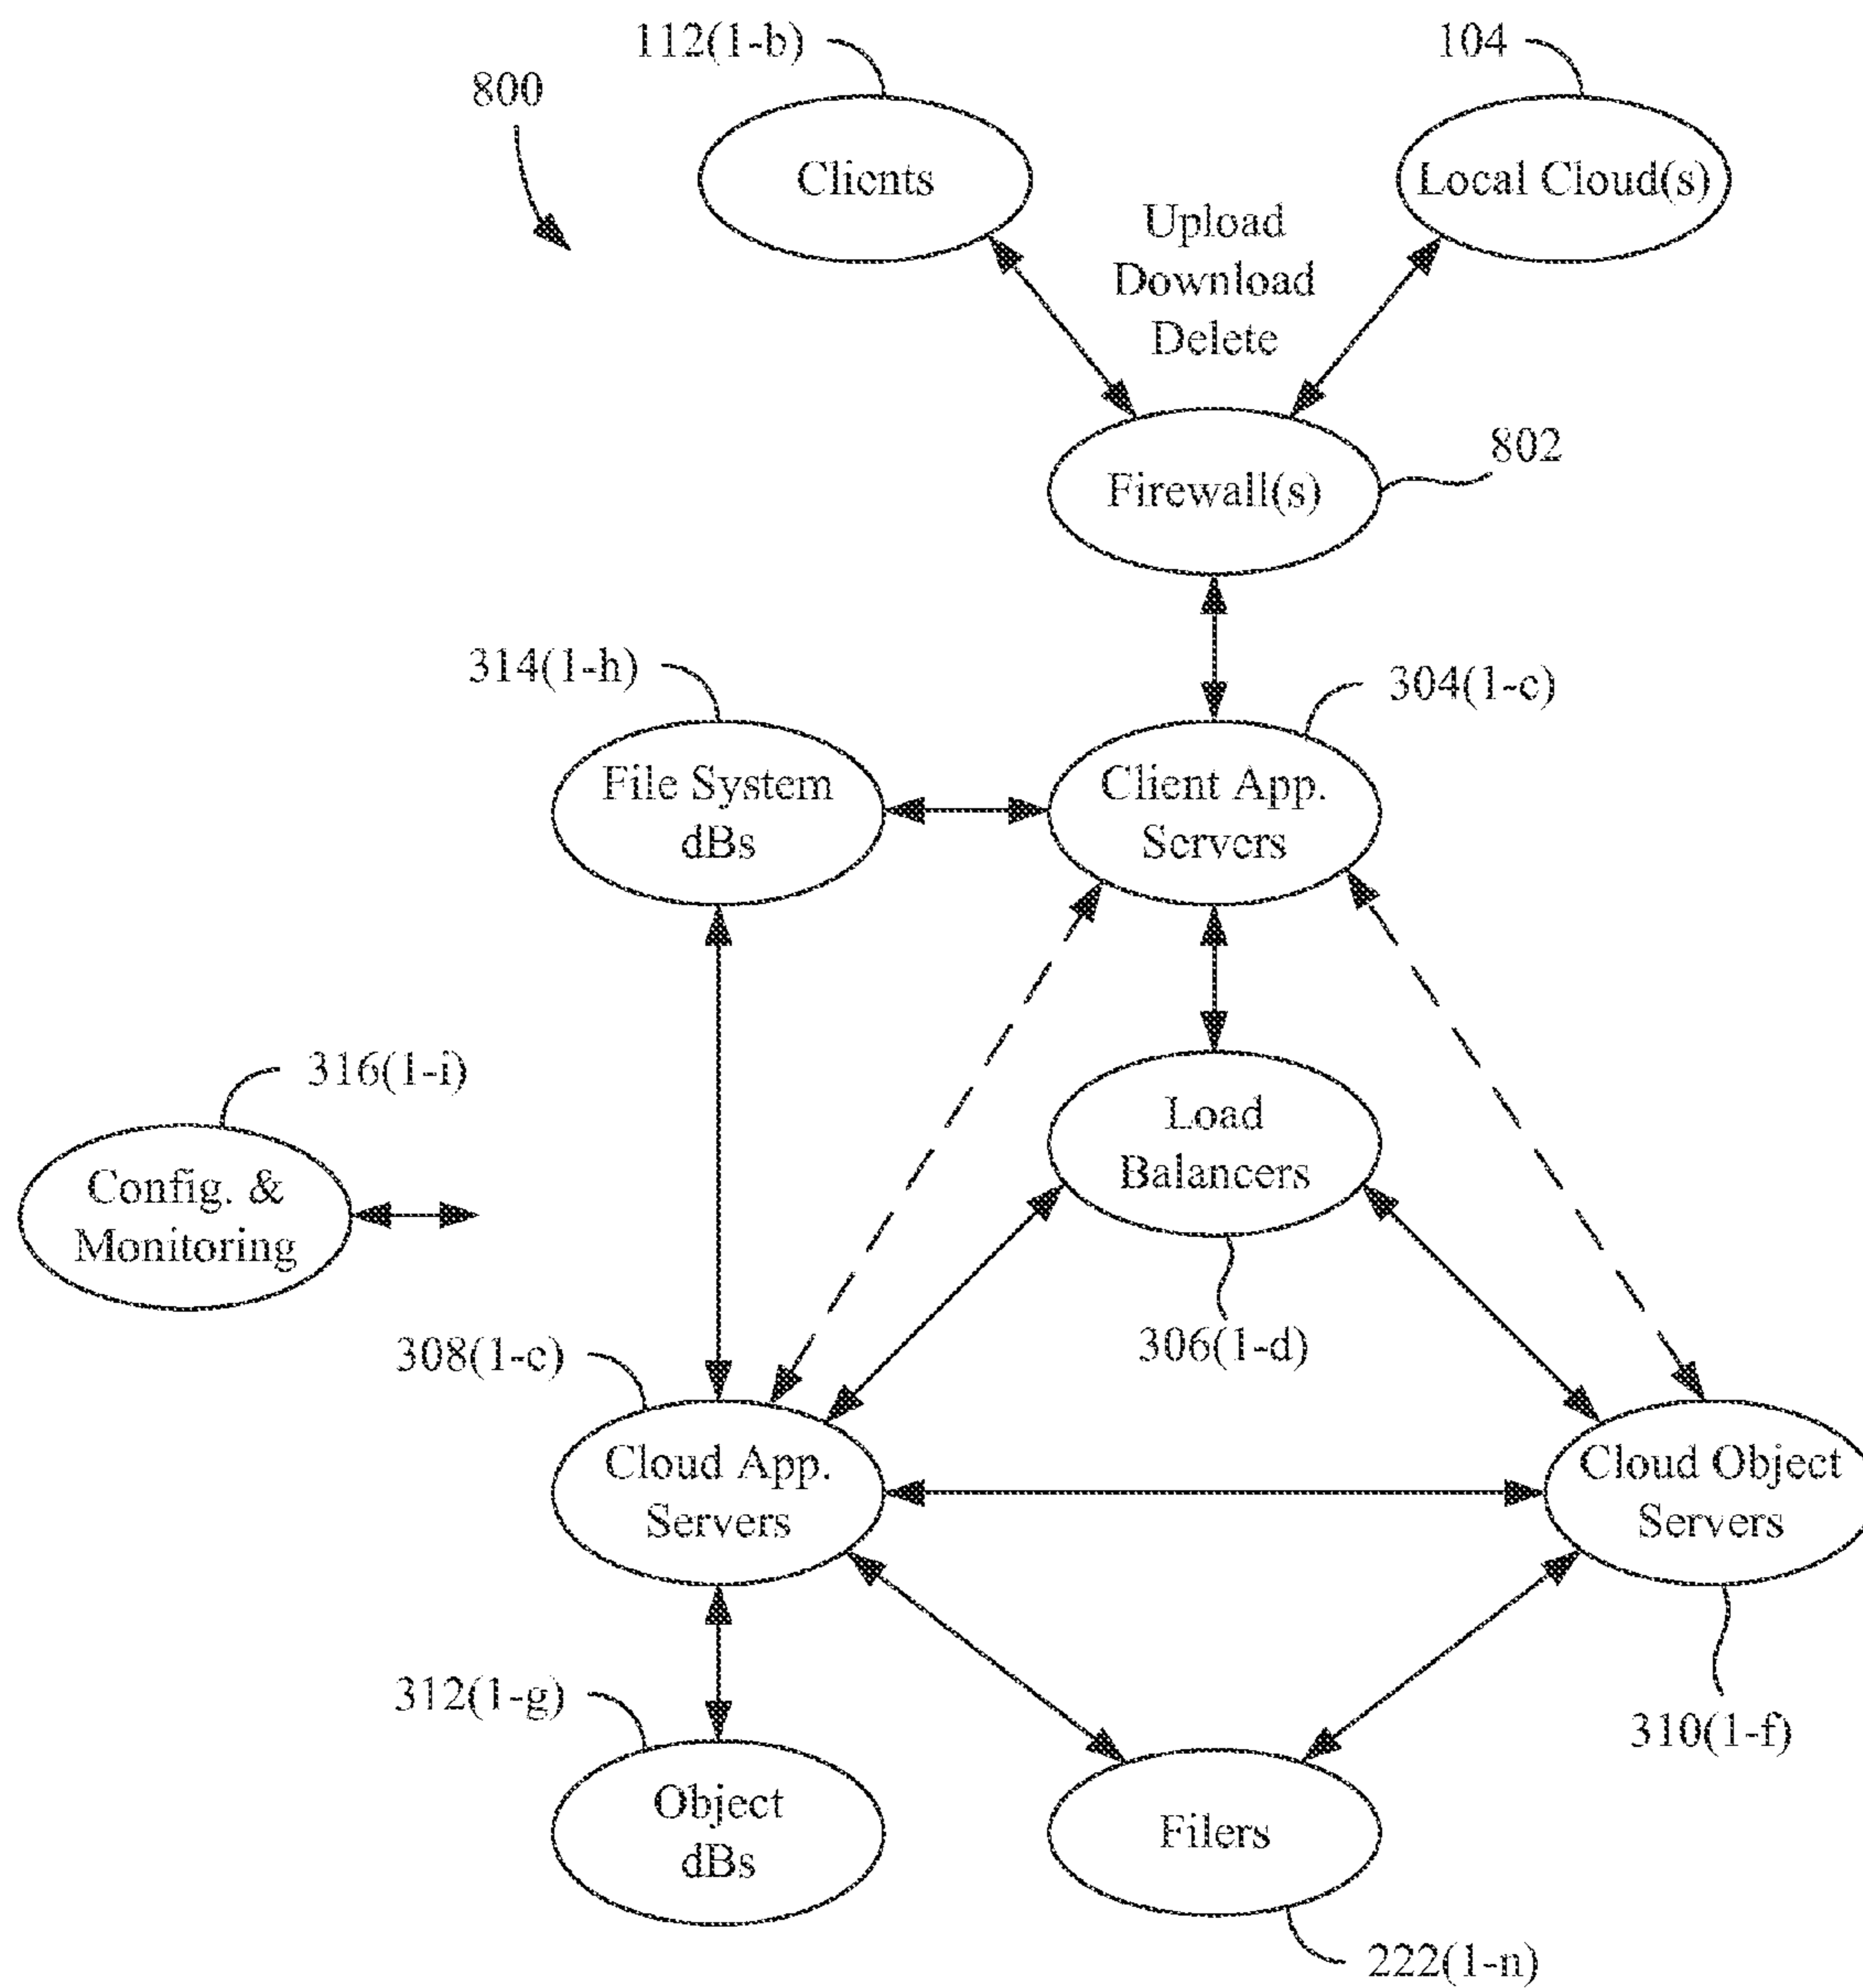 112(1-b)
104
800
Clients
Local Cloud(s)
Upload
Download
Delete
802
Firewall(s)
314(1-h)
304(1-c)
File System
dBs
Client App.
Servers
316(1-i)
Load
Balancers
Config. &
Monitoring
306(1-d)
308(1-e)
Cloud App.
Servers
Cloud Object
Servers
312(1-g)
310(1-f)
Object
dBs
Filers
222(1-n)